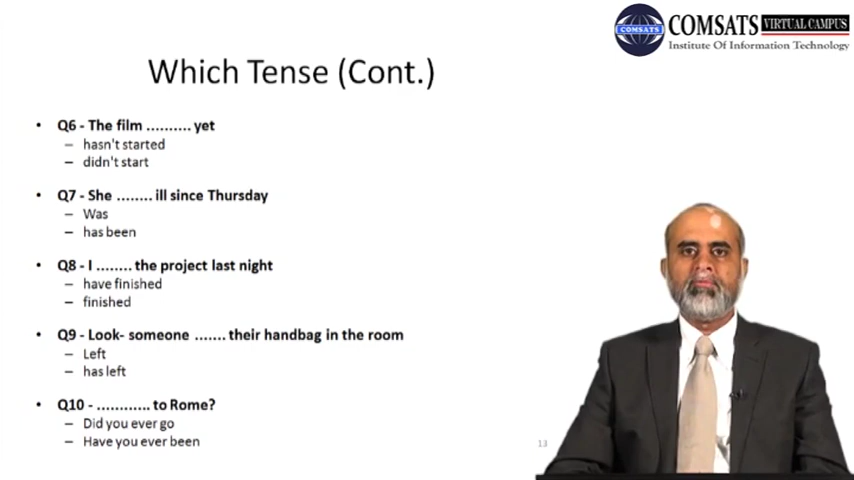 COMSATS
COMSATS VIRTUAL CAMPUS
Institute Of Information Technology
Which Tense (Cont.)
• Q6 - The film .......... yet
– hasn't started
– didn't start
• Q7 - She ........ ill since Thursday
– Was
– has been
• Q8 - I ........ the project last night
– have finished
– finished
• Q9 - Look- someone ....... their handbag in the room
– Left
– has left
• Q10 - ............ to Rome?
– Did you ever go
– Have you ever been
13